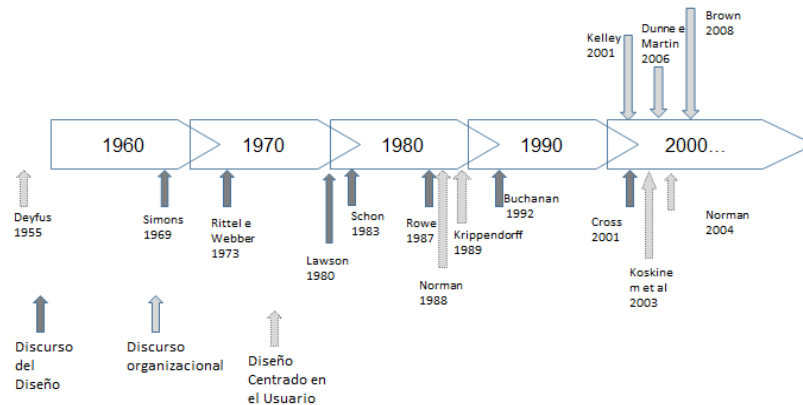 Kelley
2001
Dunne e
Martin
2006
Brown
2008
1960
1970
1980
1990
2000...
Deyfus
1955
Simons
1969
Rittel e
Webber
1973
Lawson
1980
Schon
1983
Rowe
1987
Norman
1988
Krippendorff
1989
Buchanan
1992
Cross
2001
Koskine
m et al
2003
Norman
2004
Discurso
del
Diseño
Discurso
organizacional
Diseño
Centrado en
el Usuario